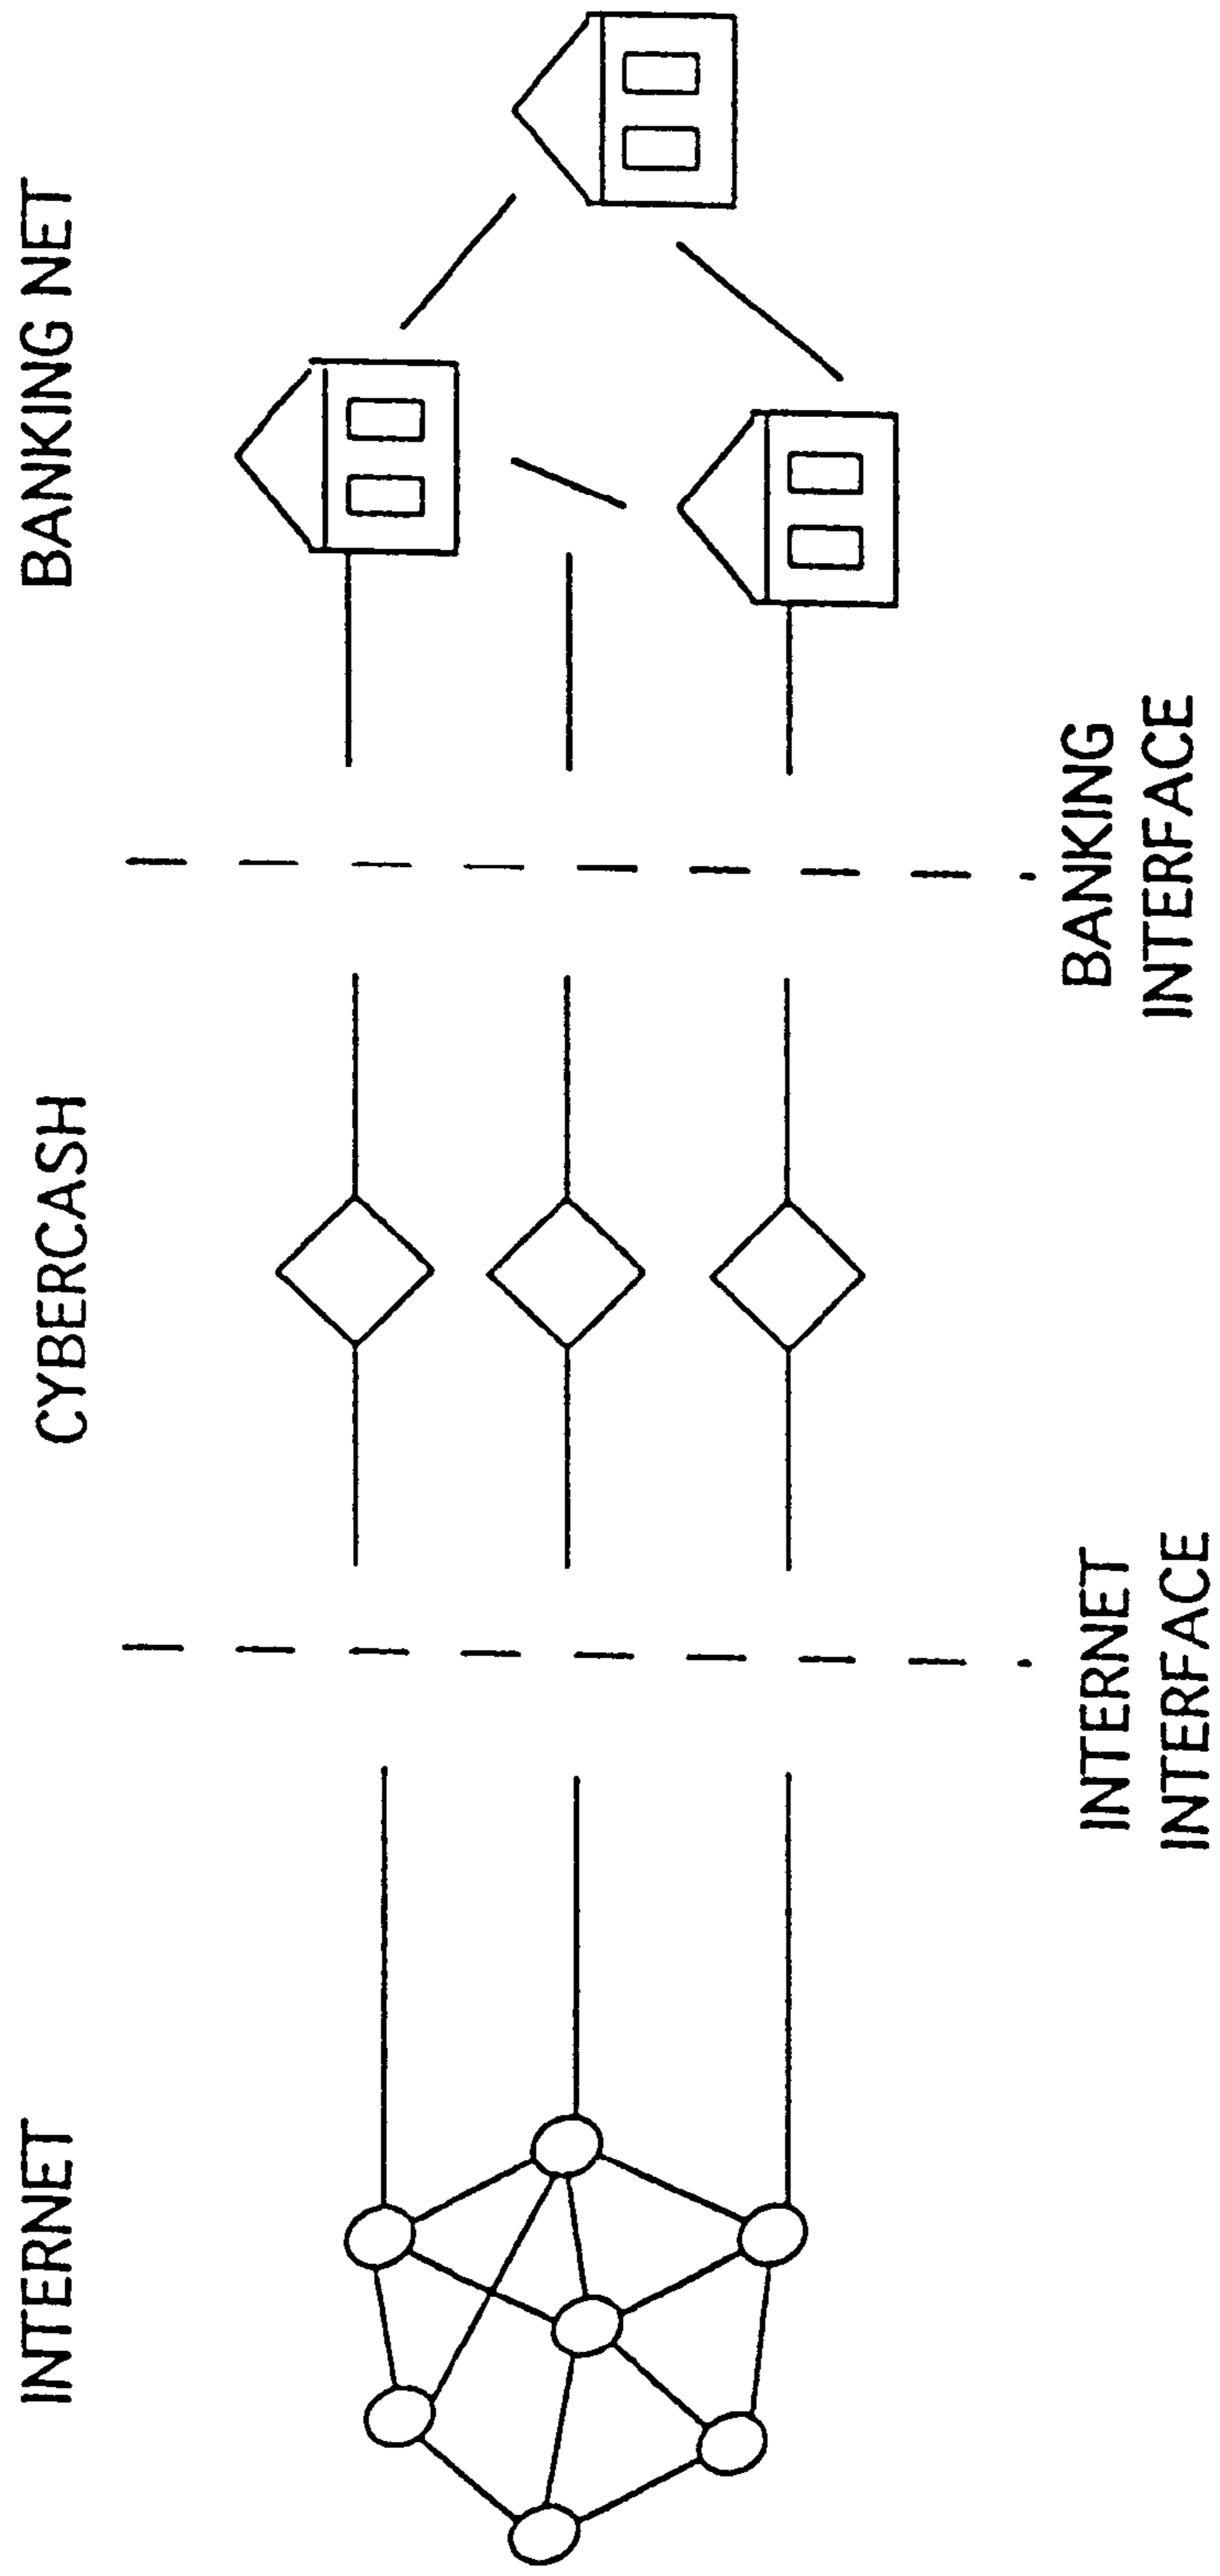 INTERNET
CYBERCASH
BANKING NET
INTERNET
INTERFACE
BANKING
INTERFACE